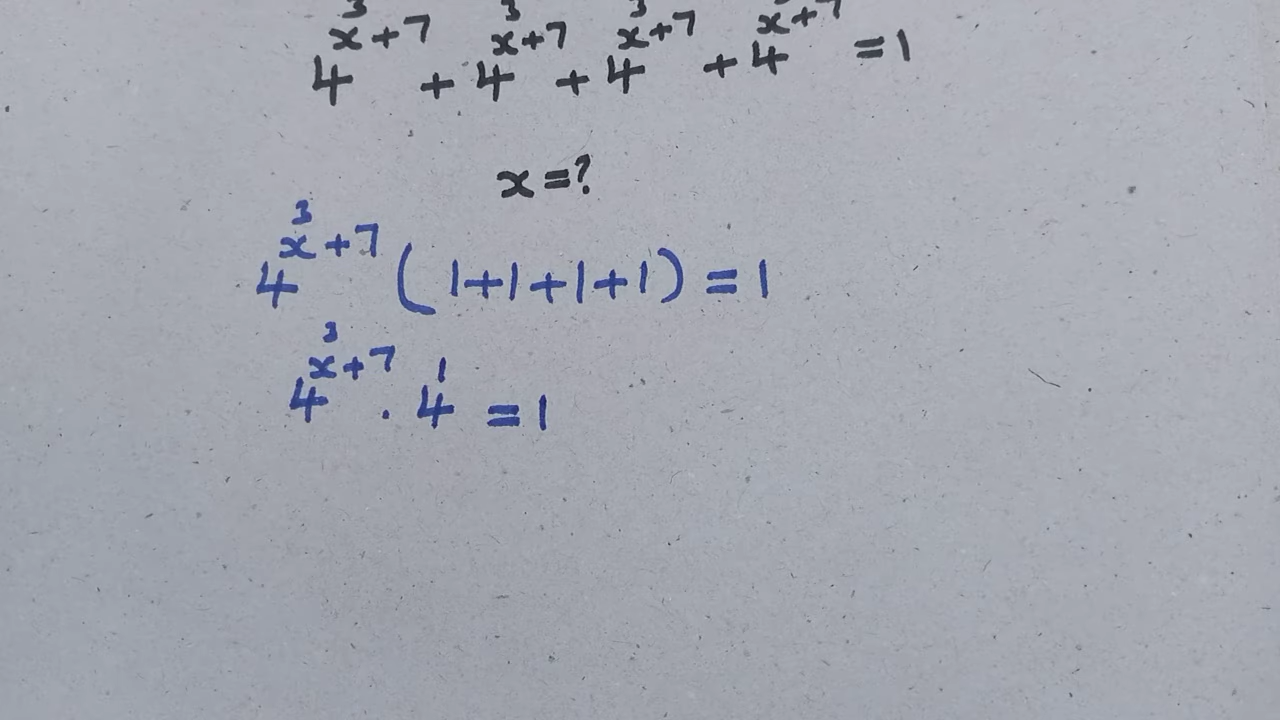 4^{x^3+7} + 4^{x^3+7} + 4^{x^3+7} + 4^{x^3+7} = 1
x = ?
4^{x^3+7} (1+1+1+1) = 1
4^{x^3+7} . 4^1 = 1